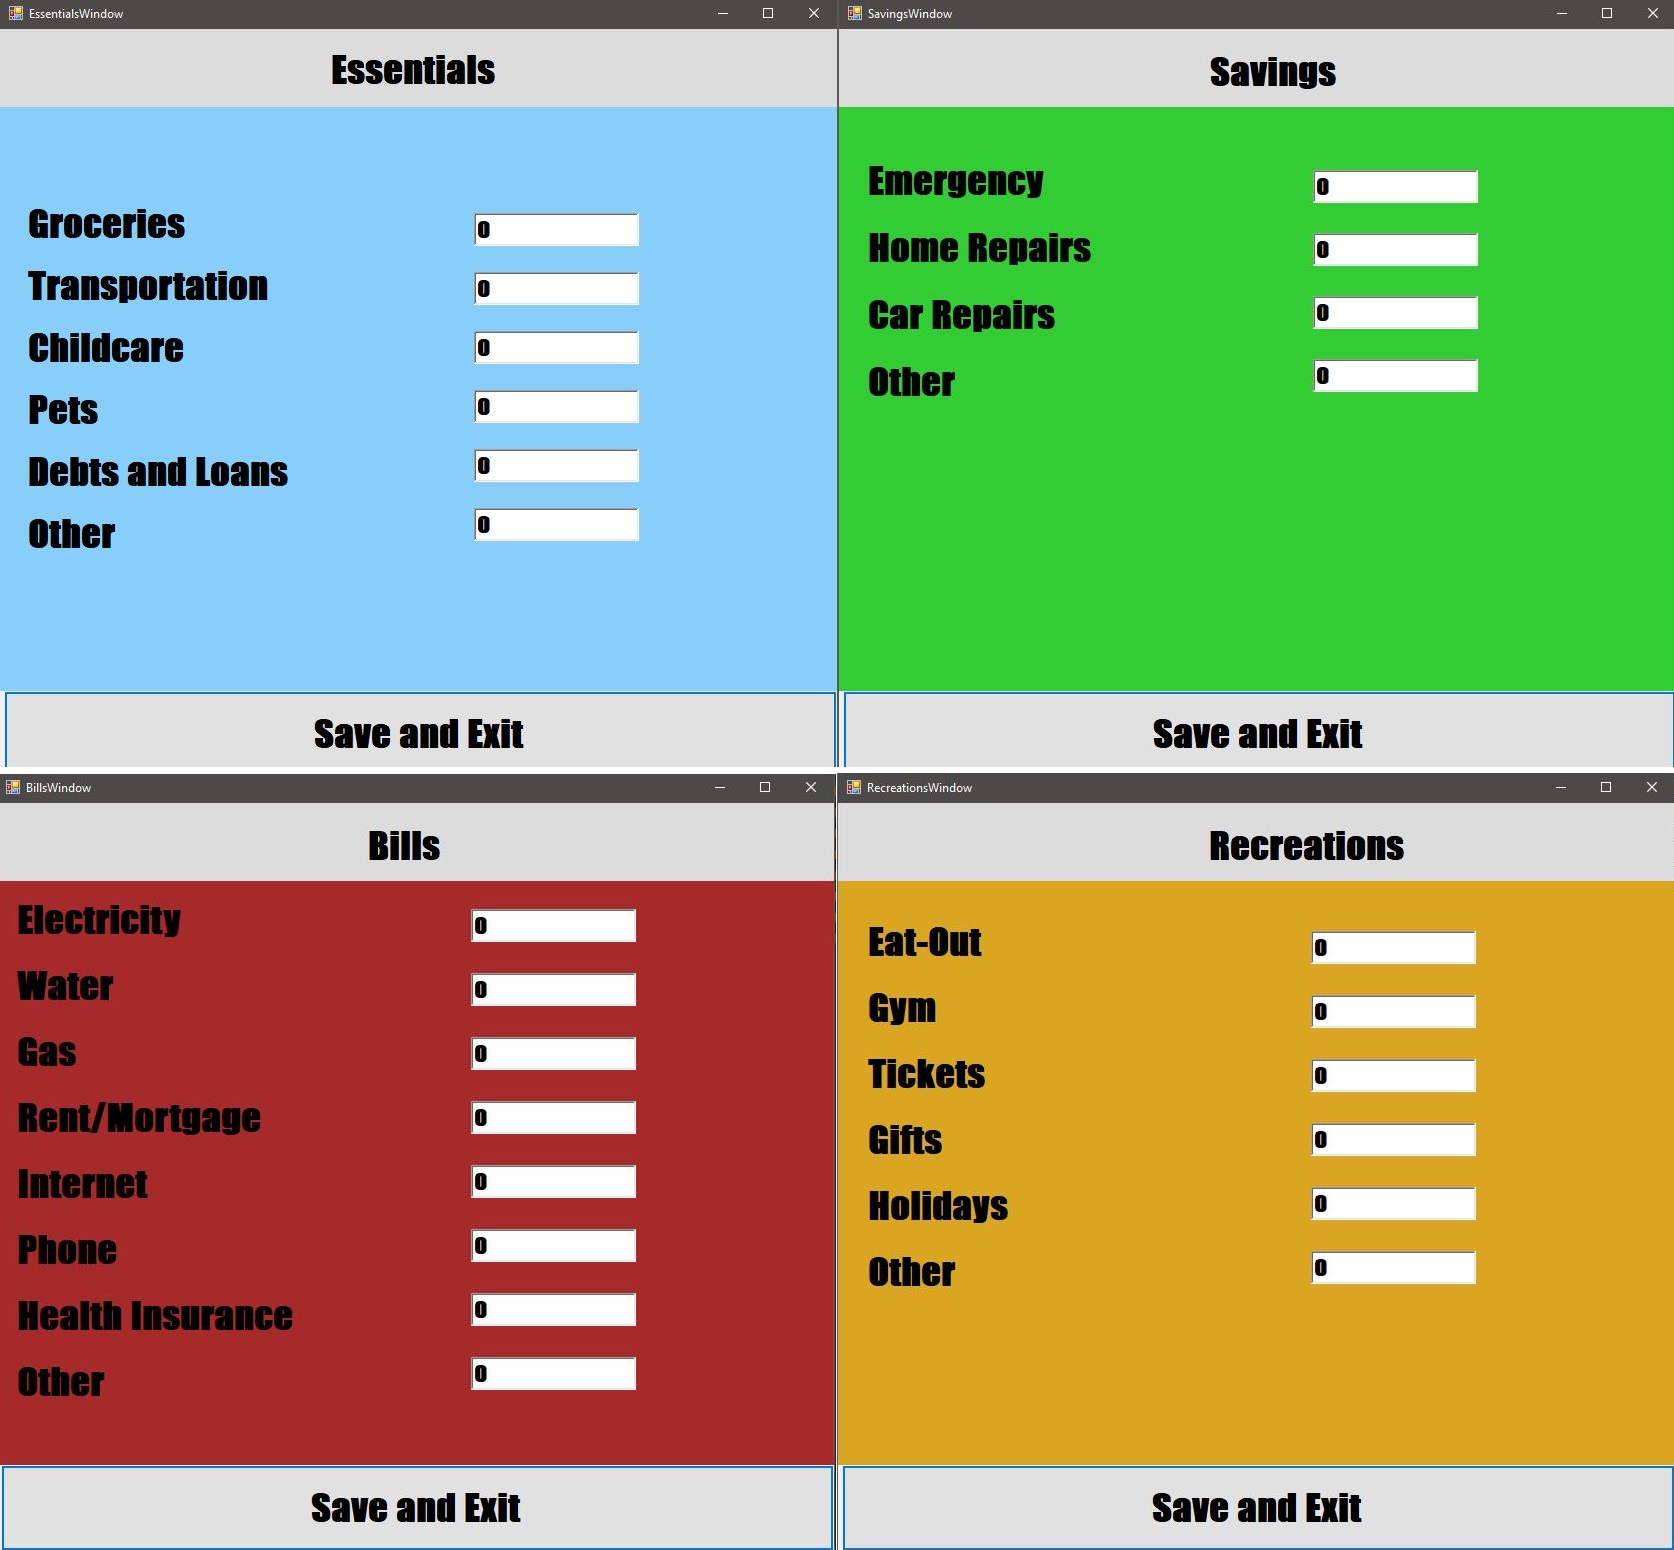 EssentialsWindow
Essentials
Groceries 0
Transportation 0
Childcare 0
Pets 0
Debts and Loans 0
Other 0
Save and Exit
SavingsWindow
Savings
Emergency 0
Home Repairs 0
Car Repairs 0
Other 0
Save and Exit
BillsWindow
Bills
Electricity 0
Water 0
Gas 0
Rent/Mortgage 0
Internet 0
Phone 0
Health Insurance 0
Other 0
Save and Exit
RecreationsWindow
Recreations
Eat-Out 0
Gym 0
Tickets 0
Gifts 0
Holidays 0
Other 0
Save and Exit